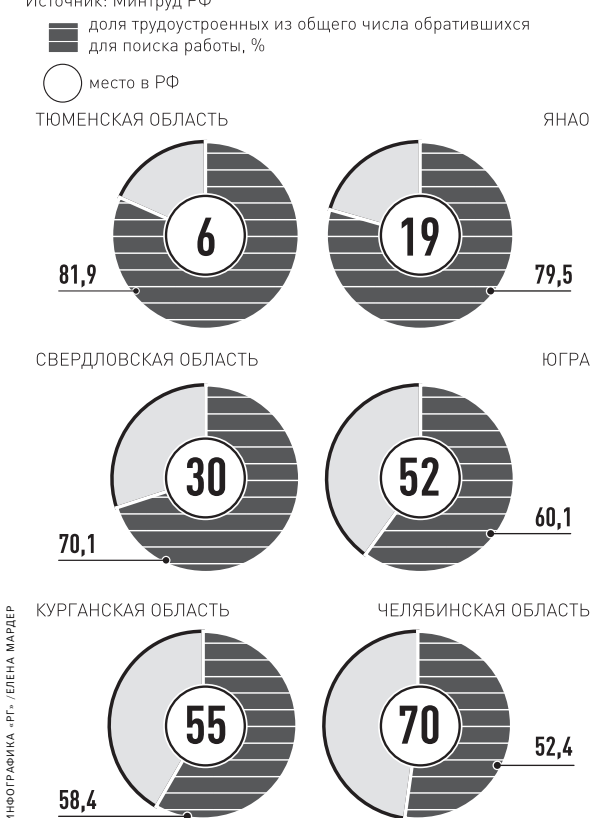 Источник: Минтруд РФ
доля трудоустроенных из общего числа обратившихся
для поиска работы, %
место в РФ
ТЮМЕНСКАЯ ОБЛАСТЬ
ЯНАО
6
19
81,9
79,5
СВЕРДЛОВСКАЯ ОБЛАСТЬ
ЮГРА
30
52
70,1
60,1
КУРГАНСКАЯ ОБЛАСТЬ
ЧЕЛЯБИНСКАЯ ОБЛАСТЬ
55
70
58,4
52,4
ИНФОГРАФИКА «РГ» /ЕЛЕНА МАРДЕР